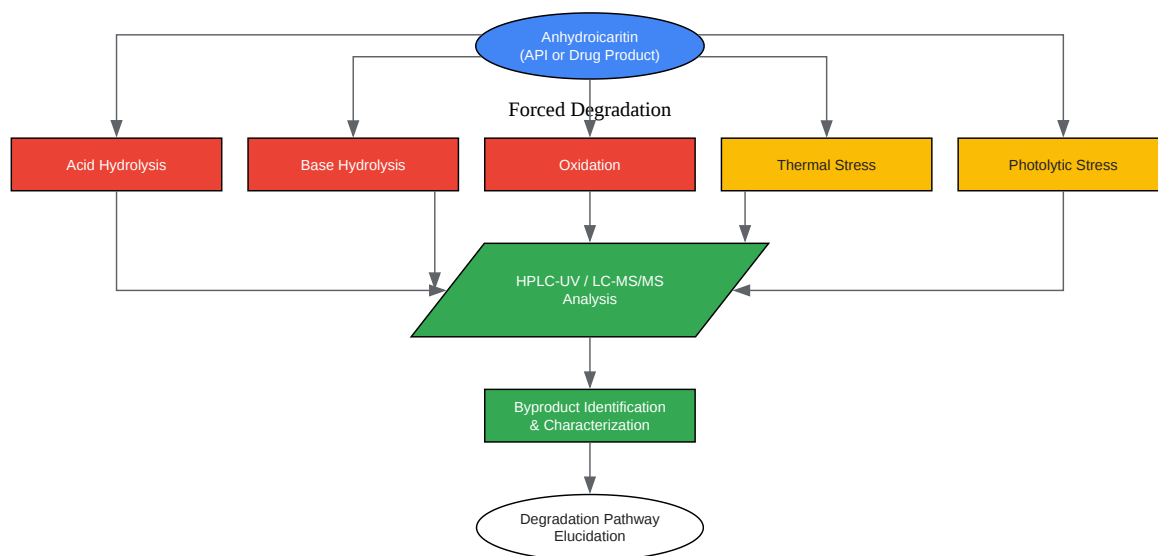 Anhydroicaritin
(API or Drug Product)
Forced Degradation
Acid Hydrolysis
Base Hydrolysis
Oxidation
Thermal Stress
Photolytic Stress
HPLC-UV / LC-MS/MS
Analysis
Byproduct Identification
& Characterization
Degradation Pathway
Elucidation